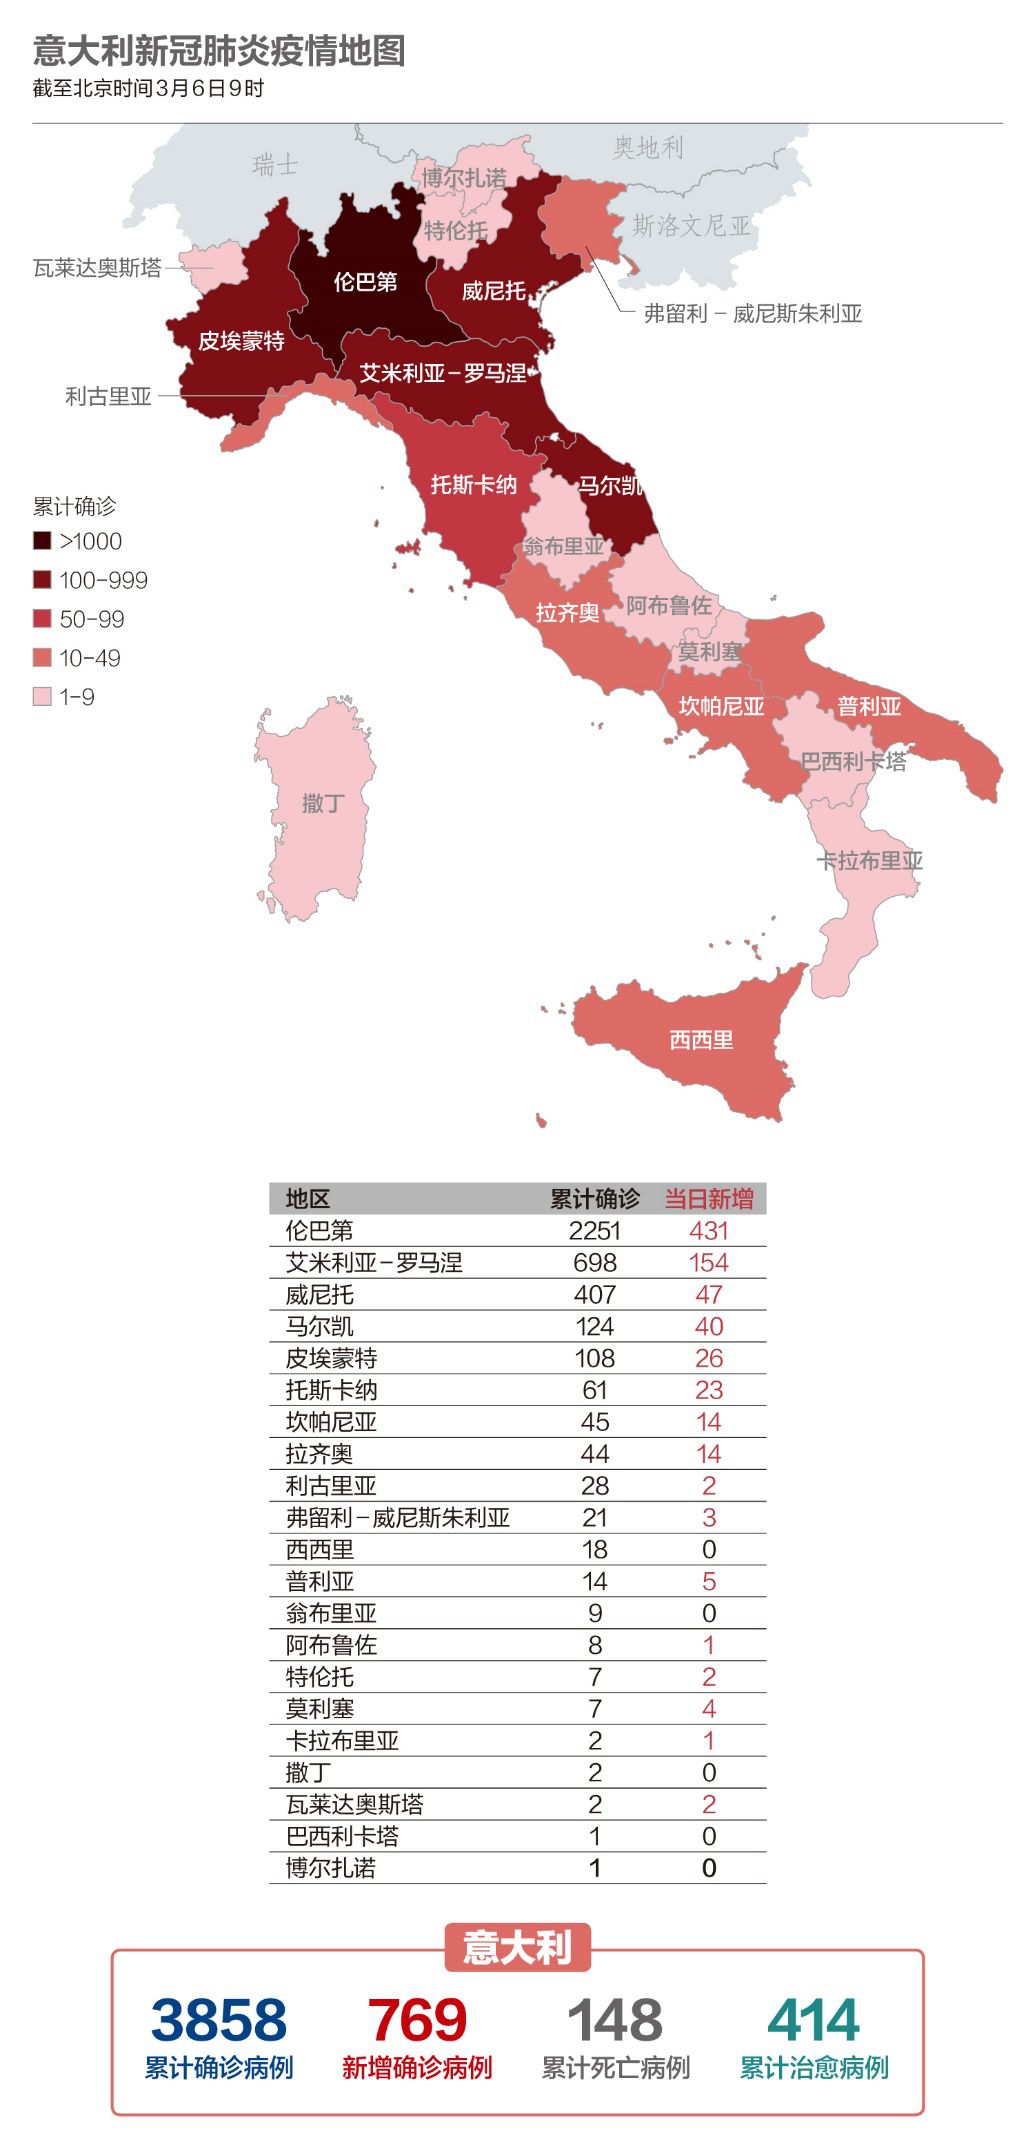 意大利新冠肺炎疫情地图
截至北京时间3月6日9时
瑞士
奥地利
博尔扎诺
特伦托
斯洛文尼亚
瓦莱达奥斯塔
伦巴第
威尼托
弗留利-威尼斯朱利亚
皮埃蒙特
艾米利亚-罗马涅
利古里亚
托斯卡纳
马尔凯
累计确诊
>1000
100-999
50-99
10-49
1-9
翁布里亚
拉齐奥
阿布鲁佐
莫利塞
坎帕尼亚
普利亚
巴西利卡塔
撒丁
卡拉布里亚
西西里
地区 累计确诊 当日新增
伦巴第 2251 431
艾米利亚-罗马涅 698 154
威尼托 407 47
马尔凯 124 40
皮埃蒙特 108 26
托斯卡纳 61 23
坎帕尼亚 45 14
拉齐奥 44 14
利古里亚 28 2
弗留利-威尼斯朱利亚 21 3
西西里 18 0
普利亚 14 5
翁布里亚 9 0
阿布鲁佐 8 1
特伦托 7 2
莫利塞 7 4
卡拉布里亚 2 1
撒丁 2 0
瓦莱达奥斯塔 2 2
巴西利卡塔 1 0
博尔扎诺 1 0
意大利
3858 769 148 414
累计确诊病例 新增确诊病例 累计死亡病例 累计治愈病例